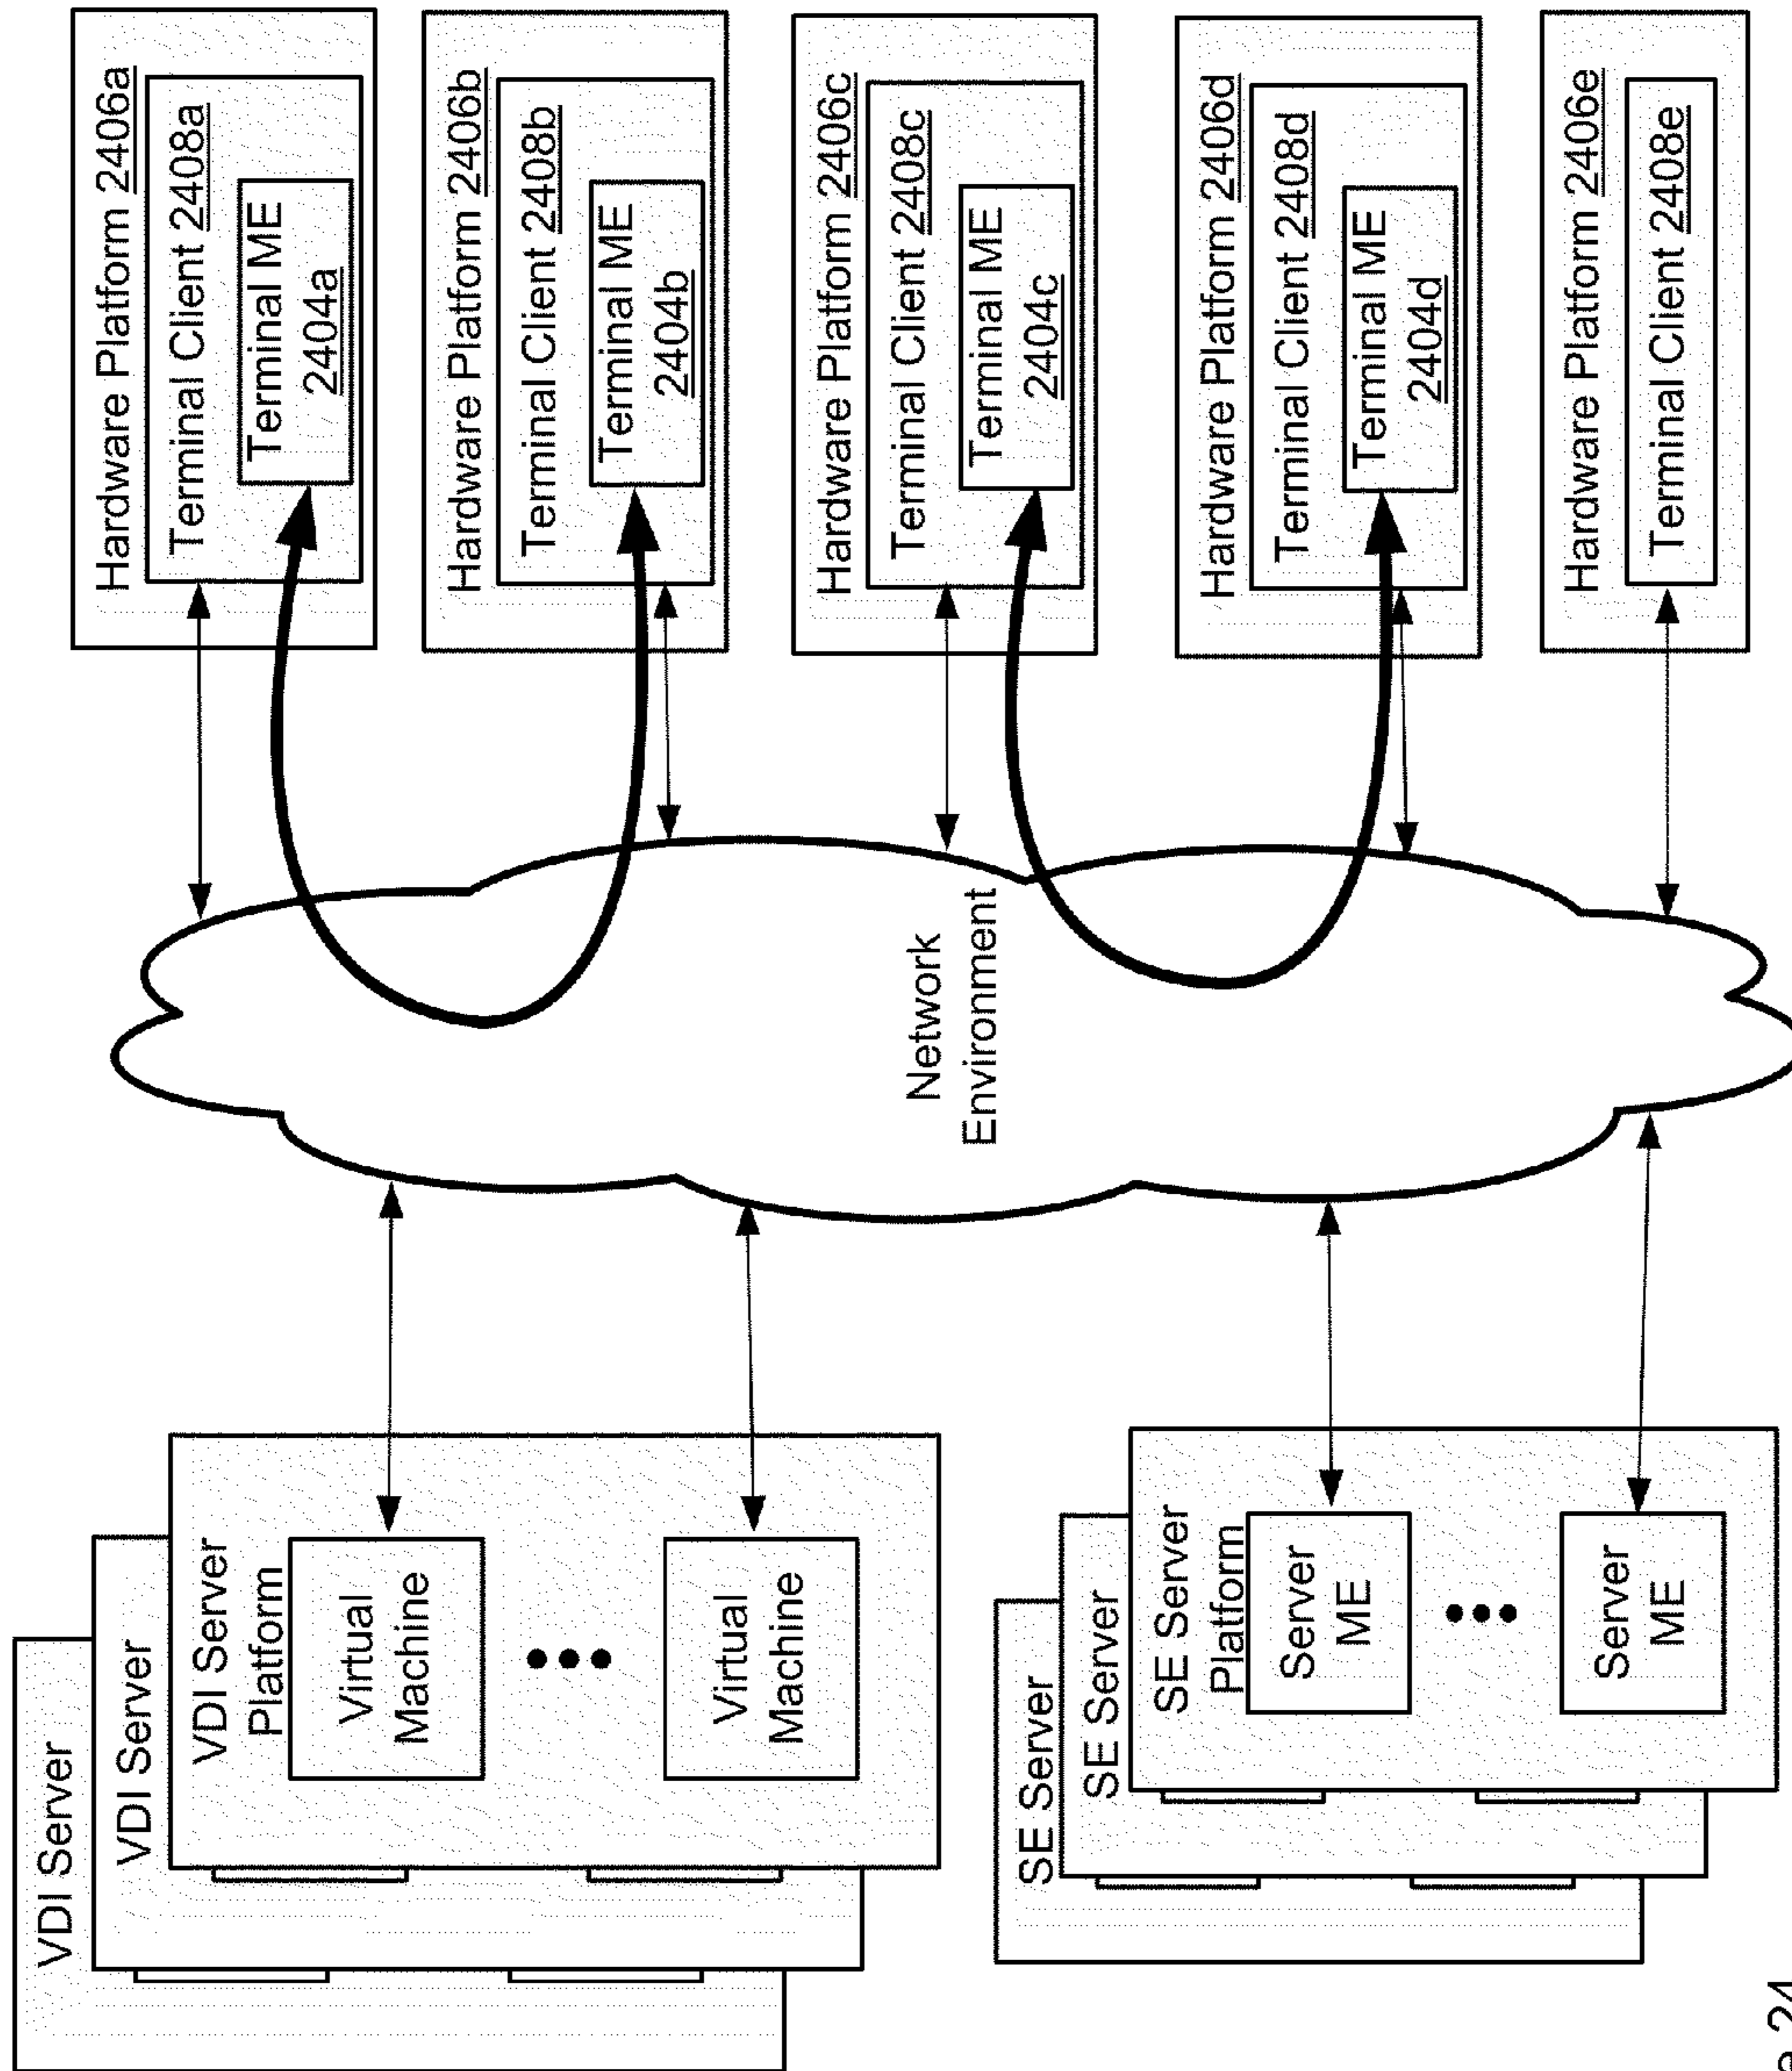 VDI Server
VDI Server
VDI Server
Platform
Virtual
Machine
Virtual
Machine
SE Server
SE Server
SE Server
Platform
Server
ME
Server
ME
Network
Environment
Hardware Platform 2406a
Terminal Client 2408a
Terminal ME
2404a
Hardware Platform 2406b
Terminal Client 2408b
Terminal ME
2404b
Hardware Platform 2406c
Terminal Client 2408c
Terminal ME
2404c
Hardware Platform 2406d
Terminal Client 2408d
Terminal ME
2404d
Hardware Platform 2406e
Terminal Client 2408e
24